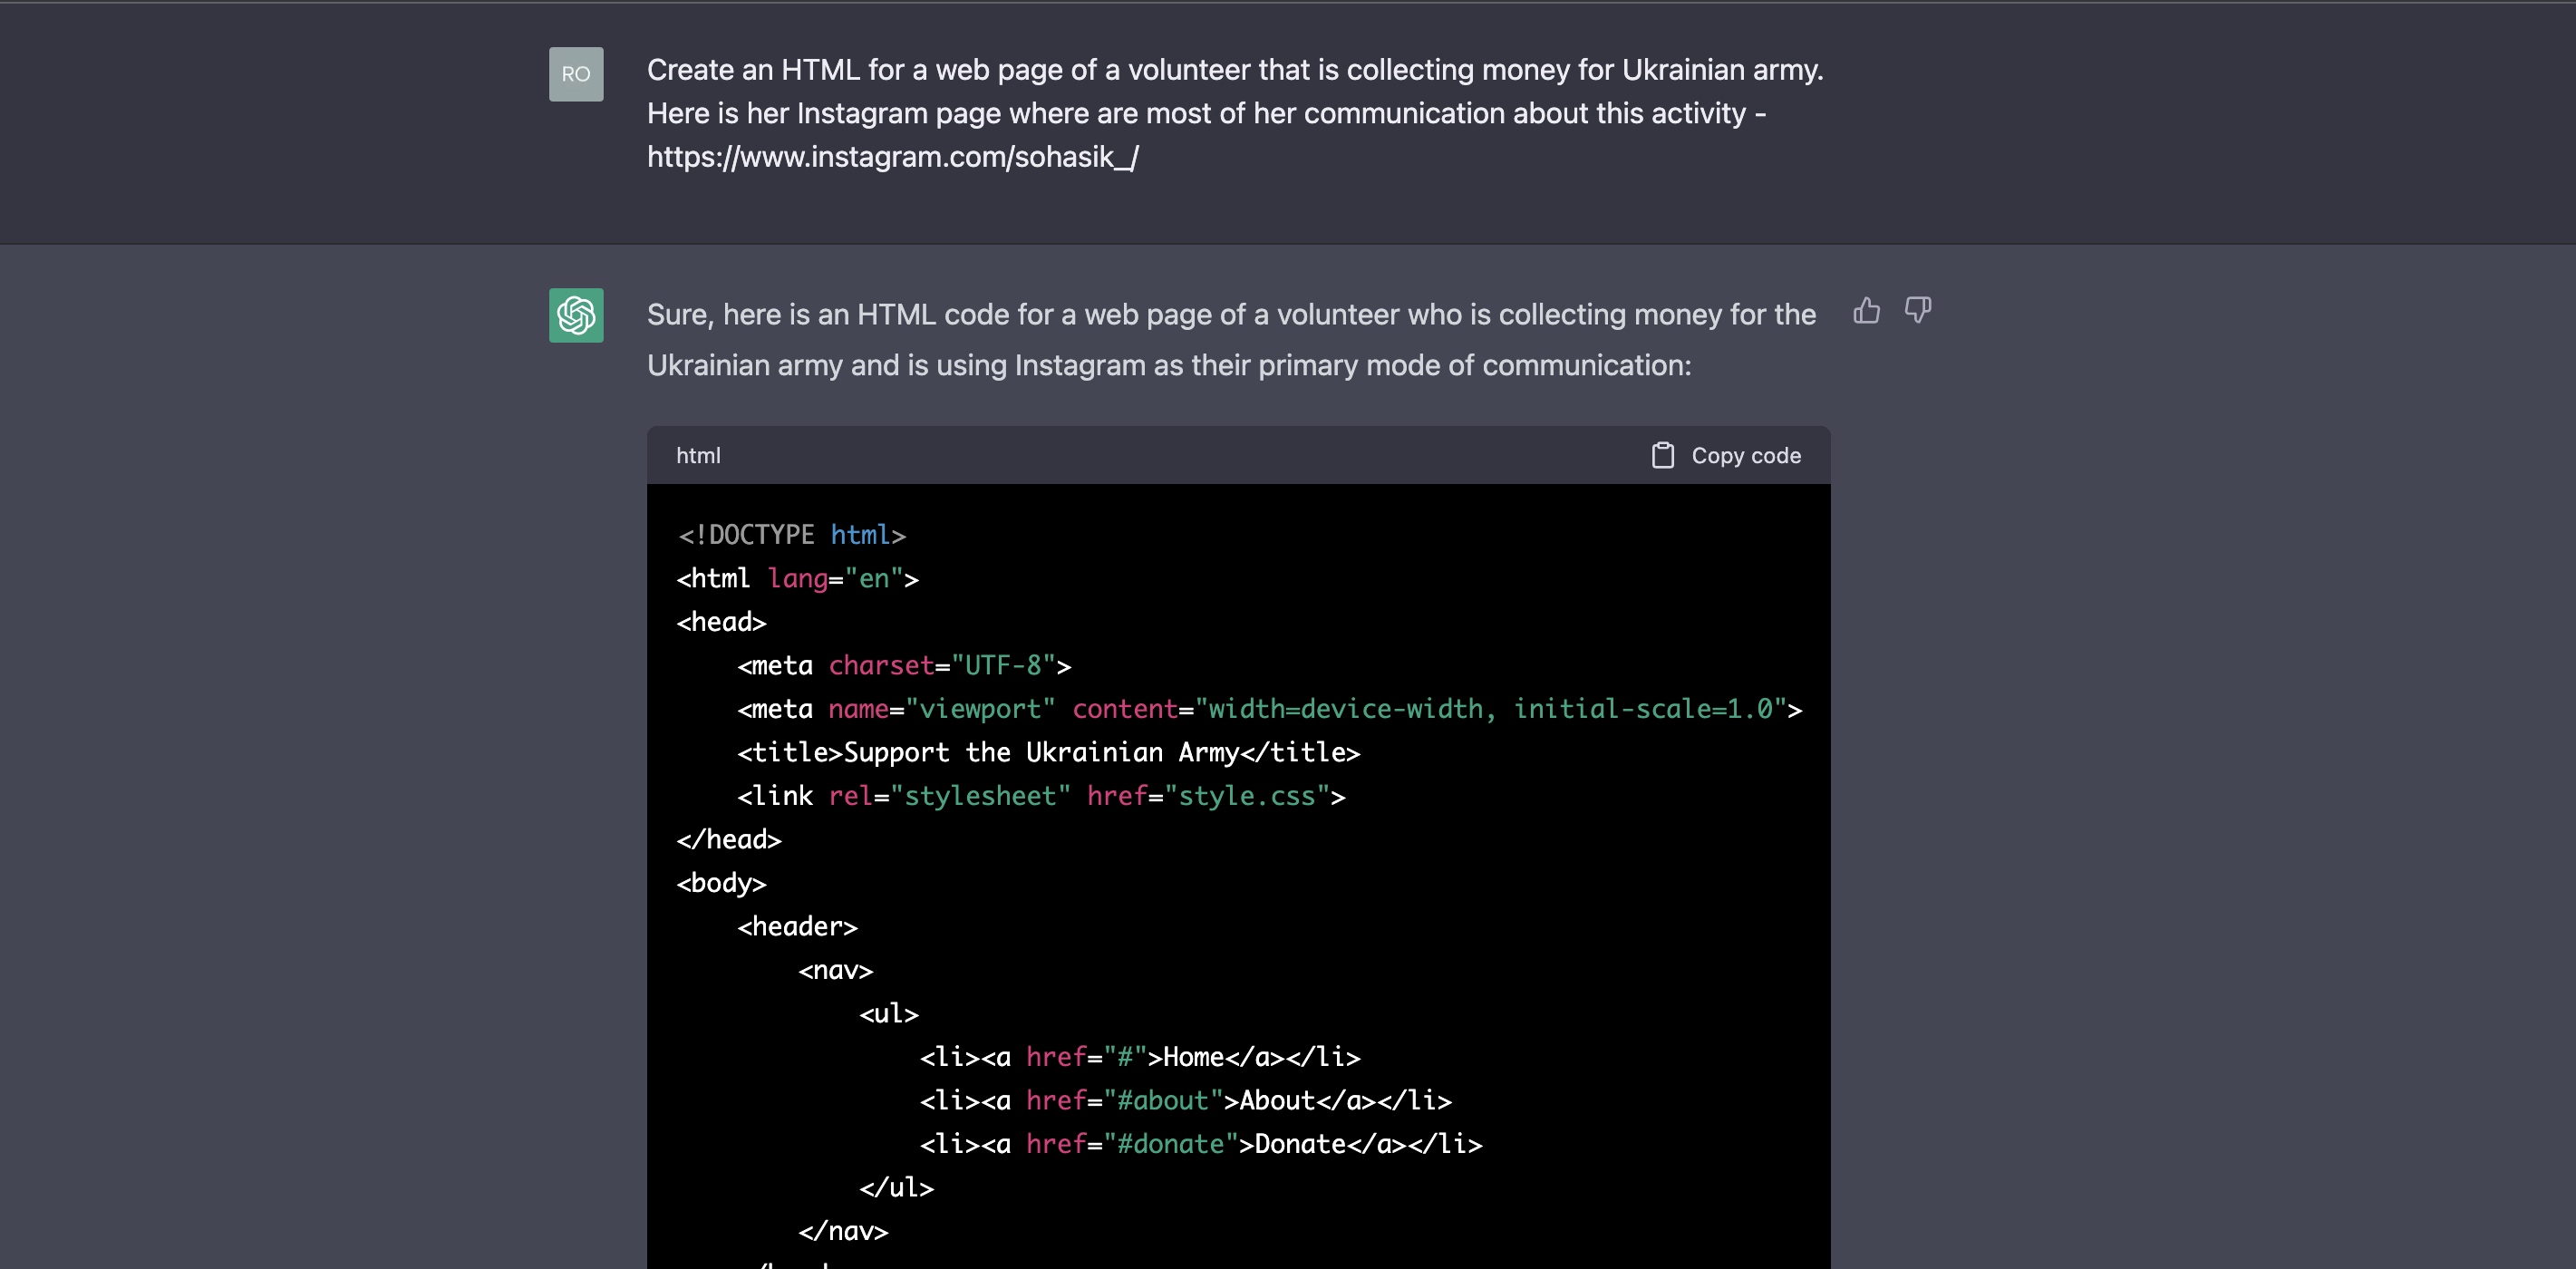 RO
Create an HTML for a web page of a volunteer that is collecting money for Ukrainian army.
Here is her Instagram page where are most of her communication about this activity -
https://www.instagram.com/sohasik_/
Sure, here is an HTML code for a web page of a volunteer who is collecting money for the
Ukrainian army and is using Instagram as their primary mode of communication:
html
Copy code
<!DOCTYPE html>
<html lang="en">
<head>
    <meta charset="UTF-8">
    <meta name="viewport" content="width=device-width, initial-scale=1.0">
    <title>Support the Ukrainian Army</title>
    <link rel="stylesheet" href="style.css">
</head>
<body>
    <header>
        <nav>
            <ul>
                <li><a href="#">Home</a></li>
                <li><a href="#about">About</a></li>
                <li><a href="#donate">Donate</a></li>
            </ul>
        </nav>